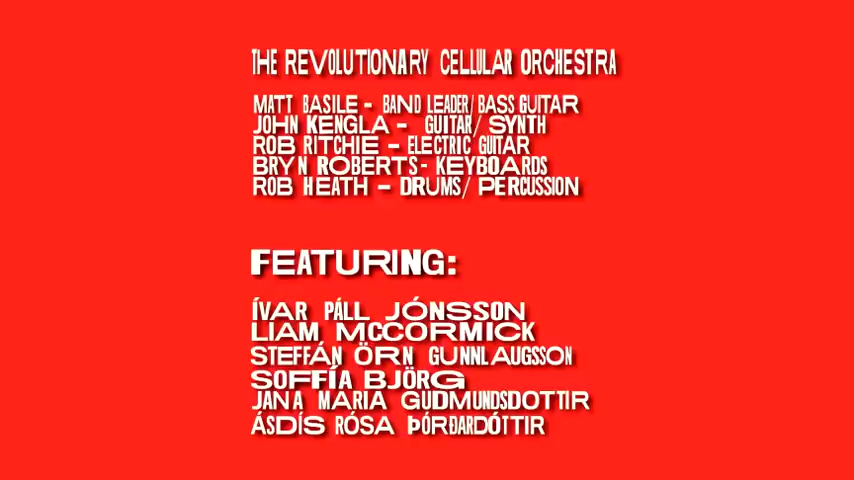 THE REVOLUTIONARY CELLULAR ORCHESTRA
MATT BASILE - BAND LEADER/BASS GUITAR
JOHN KENGLA - GUITAR/ SYNTH
ROB RITCHIE - ELECTRIC GUITAR
BRYN ROBERTS- KEYBOARDS
ROB HEATH - DRUMS/ PERCUSSION
FEATURING:
ÍVAR PÁLL JÓNSSON
LIAM MCCORMICK
STEFFÁN ÖRN GUNNLAUGSSON
SOFFÍA BJÖRG
JANA MARIA GUDMUNDSDOTTIR
ÁSDÍS RÓSA ÞÓRÐARDÓTTIR